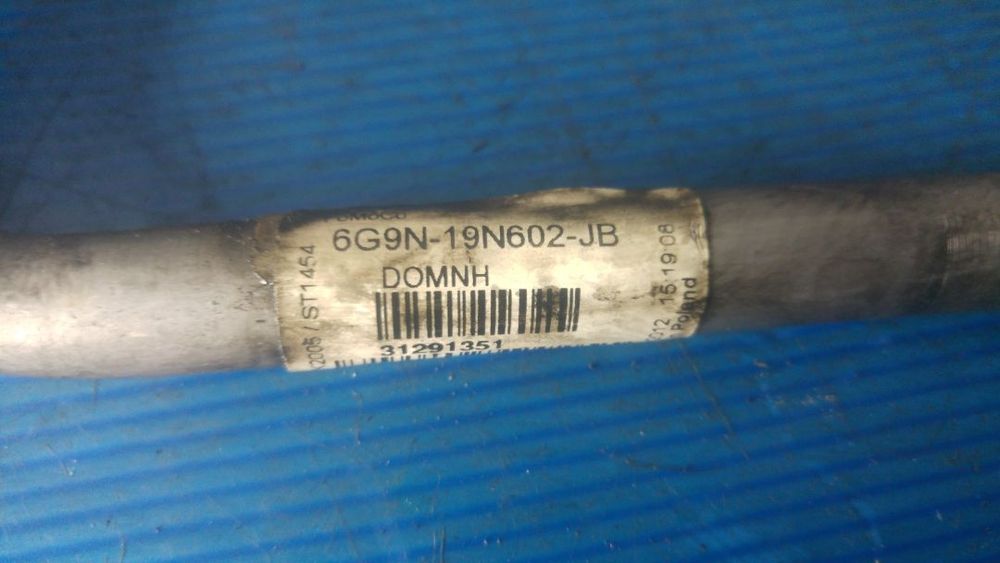 6G9N-19N602-JB
DOMNH
31291351
/ ST1454
15:19:08
Poland